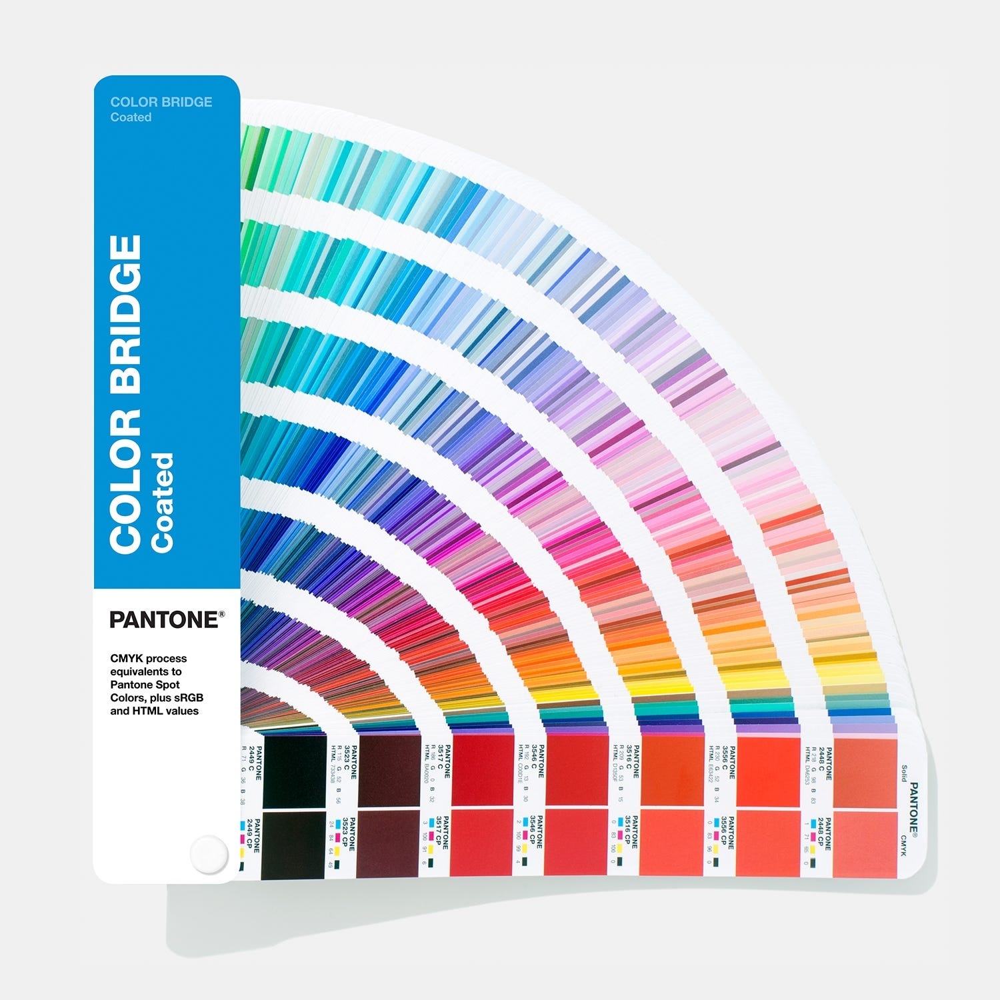 COLOR BRIDGE
Coated
COLOR BRIDGE
Coated
PANTONE®
CMYK process
equivalents to
Pantone Spot
Colors, plus sRGB
and HTML values
PANTONE
2449 C
R 71 G 36 B 38
PANTONE
2449 CP
PANTONE
3523 C
R 115 G 52 B 56
HTML 733438
PANTONE
3523 CP
24 84 64 49
PANTONE
3517 C
R 186 G 0 B 32
HTML BA0020
PANTONE
3517 CP
3 100 91 6
PANTONE
3546 C
R 192 G 13 B 30
HTML C00D1E
PANTONE
3546 CP
2 100 99 4
PANTONE
3516 C
R 209 G 53 B 15
HTML D1350F
PANTONE
3516 CP
0 83 100 0
PANTONE
3556 C
R 230 G 52 B 34
HTML E63422
PANTONE
3556 CP
0 83 96 0
PANTONE
2448 C
R 218 G 98 B 83
HTML DA6253
PANTONE
2448 CP
1 71 65 0
PANTONE®
Solid
CMYK